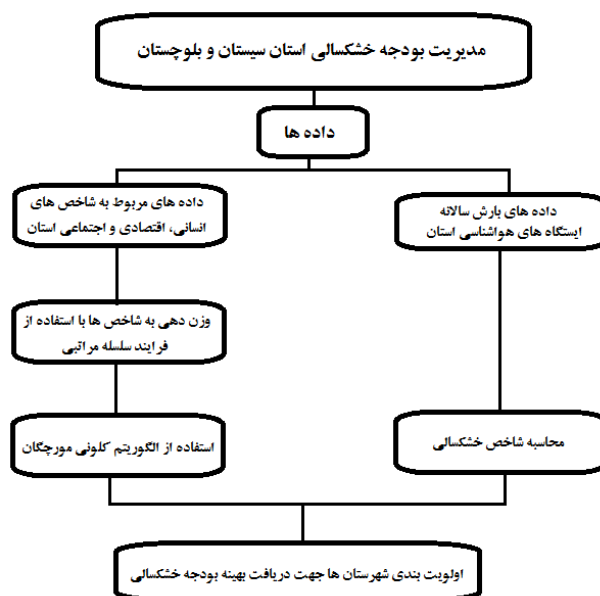 مدیریت بودجه خشکسالی استان سیستان و بلوچستان
داده ها
داده های بارش سالانه
ایستگاه های هواشناسی استان
داده های مربوط به شاخص های
انسانی، اقتصادی و اجتماعی استان
وزن دهی به شاخص ها با استفاده از
فرایند سلسله مراتبی
محاسبه شاخص خشکسالی
استفاده از الگوریتم کلونی مورچگان
اولویت بندی شهرستان ها جهت دریافت بهینه بودجه خشکسالی